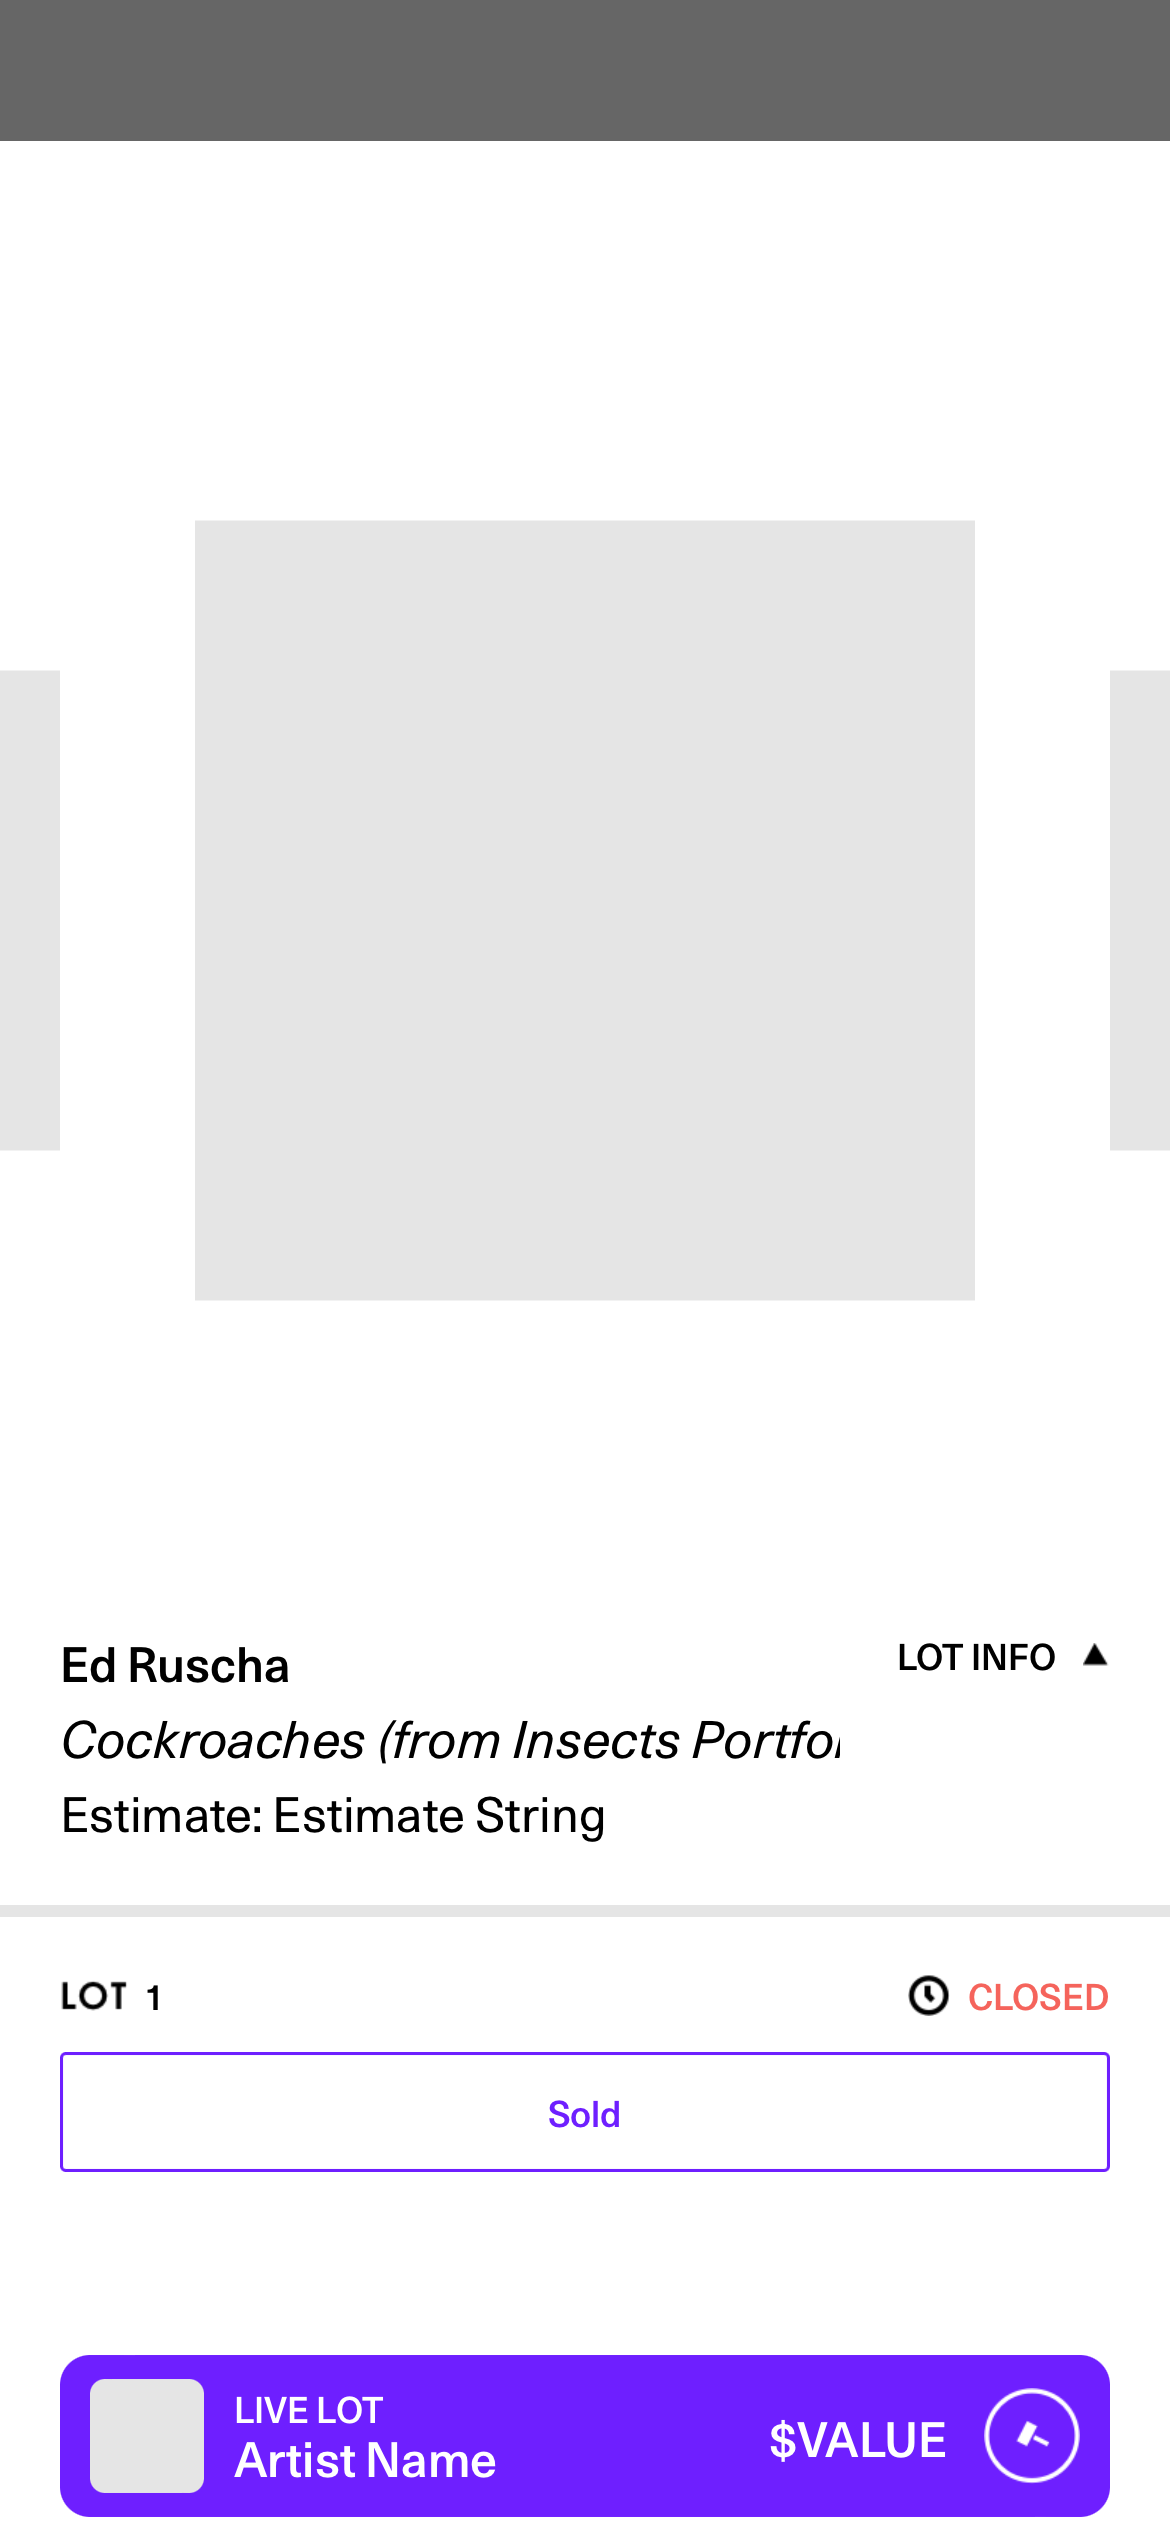 Ed Ruscha
LOT INFO
Cockroaches (from Insects
Estimate: Estimate String
LOT 1
CLOSED
Sold
LIVE LOT
Artist Name
$VALUE